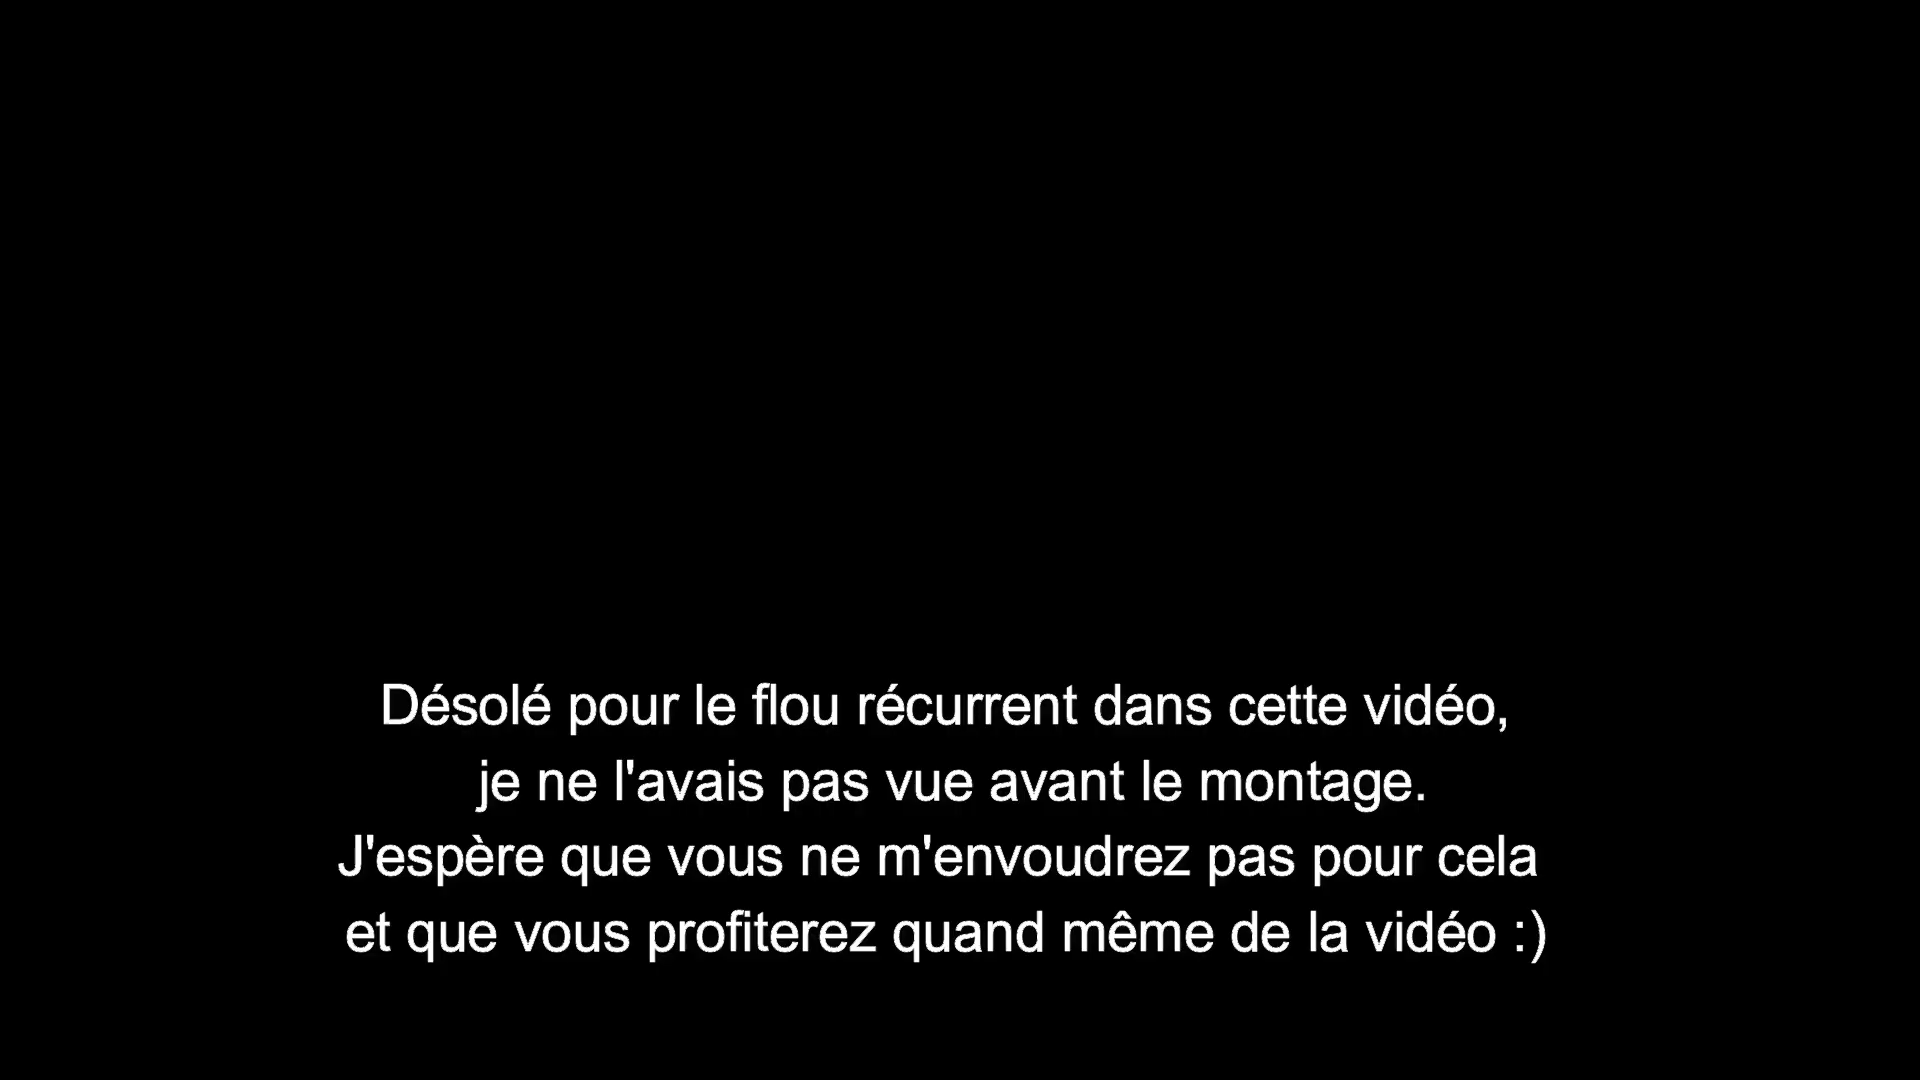 Désolé pour le flou récurrent dans cette vidéo,
je ne l'avais pas vue avant le montage.
J'espère que vous ne m'envoudrez pas pour cela
et que vous profiterez quand même de la vidéo :)